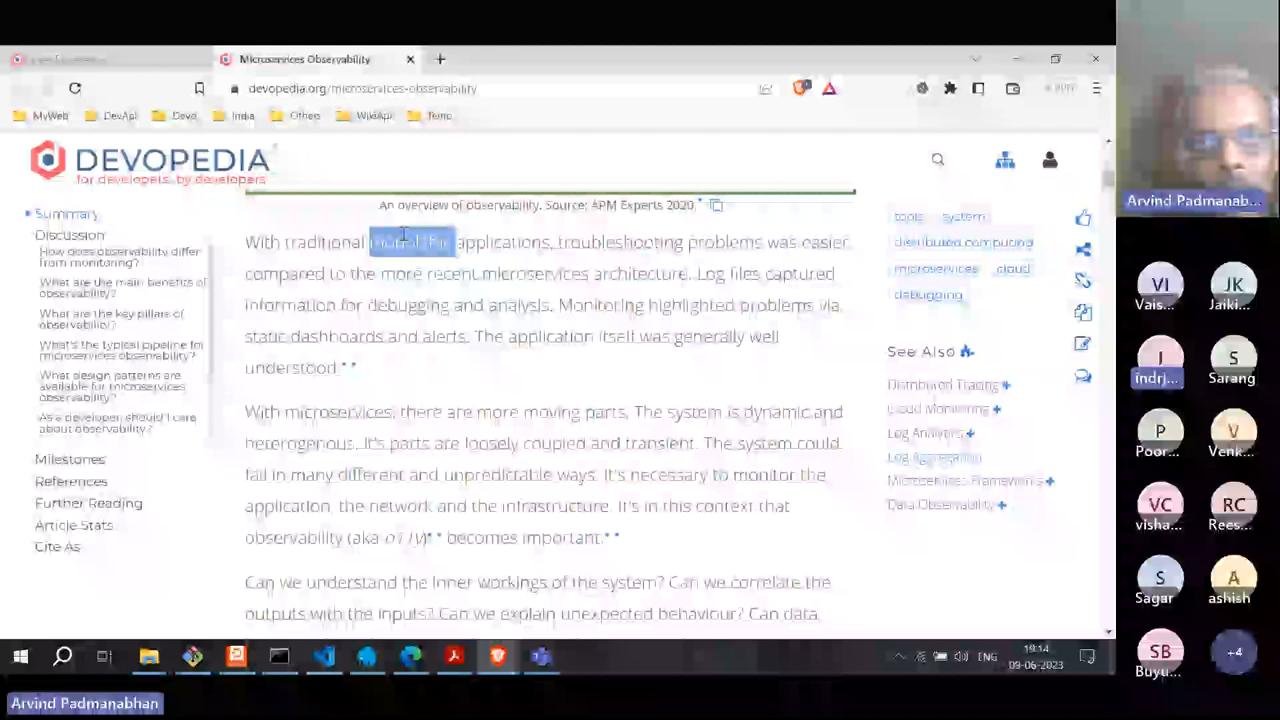 Microservices Observability
devopedia.org/microservices-observability
MyWeb
DevApl
Devo
India
Others
WikiApi
Temp
DEVOPEDIA
for developers, by developers
Summary
Discussion
How does observability differ
from monitoring?
What are the main benefits of
observability?
What are the key pillars of
observability?
What's the typical pipeline for
microservices observability?
What design patterns are
available for microservices
observability?
As a developer should I care
about observability?
Milestones
References
Further Reading
Article Stats
Cite As
An overview of observability. Source: APM Experts 2020.
With traditional applications, troubleshooting problems was easier
compared to the more recent microservices architecture. Log files captured
information for debugging and analysis. Monitoring highlighted problems via
static dashboards and alerts. The application itself was generally well
understood.
With microservices, there are more moving parts. The system is dynamic and
heterogenous. It's parts are loosely coupled and transient. The system could
fail in many different and unpredictable ways. It's necessary to monitor the
application, the network and the infrastructure. It's in this context that
observability (aka o11y) becomes important.
Can we understand the inner workings of the system? Can we correlate the
outputs with the inputs? Can we explain unexpected behaviour? Can data
tools system
distributed computing
microservices cloud
debugging
See Also
Distributed Tracing
Cloud Monitoring
Log Analytics
Log Aggregation
Microservices Frameworks
Data Observability
ENG
19:14
09-06-2023
Arvind Padmanabhan
Arvind Padmanab...
VI
Vais...
JK
Jaiki...
I
indrj...
S
Sarang
P
Poor...
V
Venk...
VC
visha...
RC
Rees...
S
Sagar
A
ashish
SB
Buyu...
+4